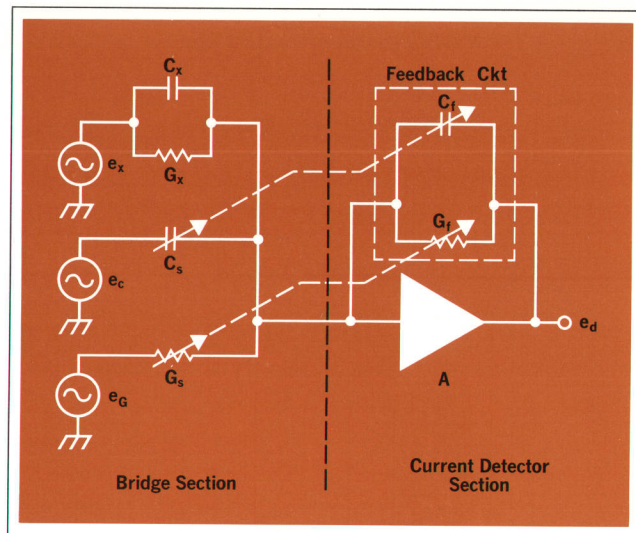 Feedback Ckt
Cx
Cf
ex
Gx
Gf
ec
Cs
ed
A
eG
Gs
Bridge Section
Current Detector
Section